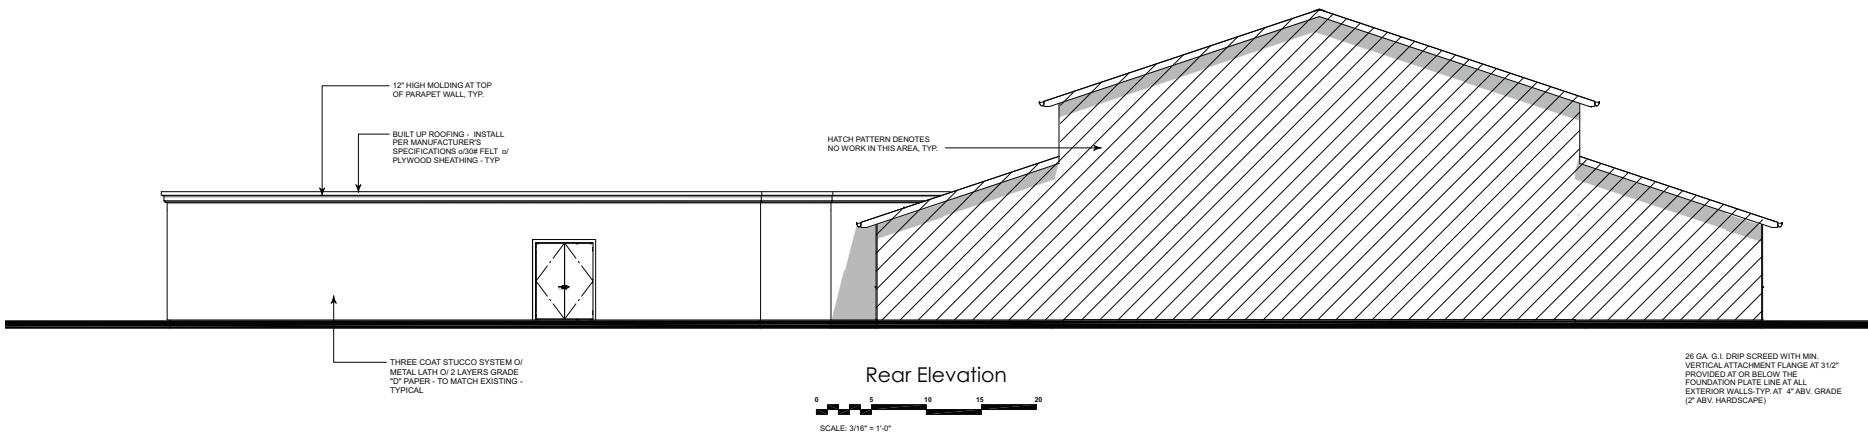 12" HIGH MOLDING AT TOP
OF PARAPET WALL, TYP.
BUILT UP ROOFING - INSTALL
PER MANUFACTURER'S
SPECIFICATIONS o/30# FELT o/
PLYWOOD SHEATHING - TYP
HATCH PATTERN DENOTES
NO WORK IN THIS AREA, TYP.
THREE COAT STUCCO SYSTEM O/
METAL LATH O/ 2 LAYERS GRADE
"D" PAPER - TO MATCH EXISTING -
TYPICAL
Rear Elevation
0 5 10 15 20
SCALE: 3/16" = 1'-0"
26 GA. G.I. DRIP SCREED WITH MIN.
VERTICAL ATTACHMENT FLANGE AT 31/2"
PROVIDED AT OR BELOW THE
FOUNDATION PLATE LINE AT ALL
EXTERIOR WALLS-TYP. AT 4" ABV. GRADE
(2" ABV. HARDSCAPE)